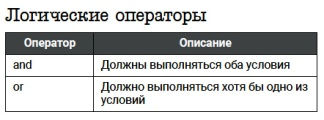 Логические операторы
Оператор Описание
and Должны выполняться оба условия
or Должно выполняться хотя бы одно из
условий